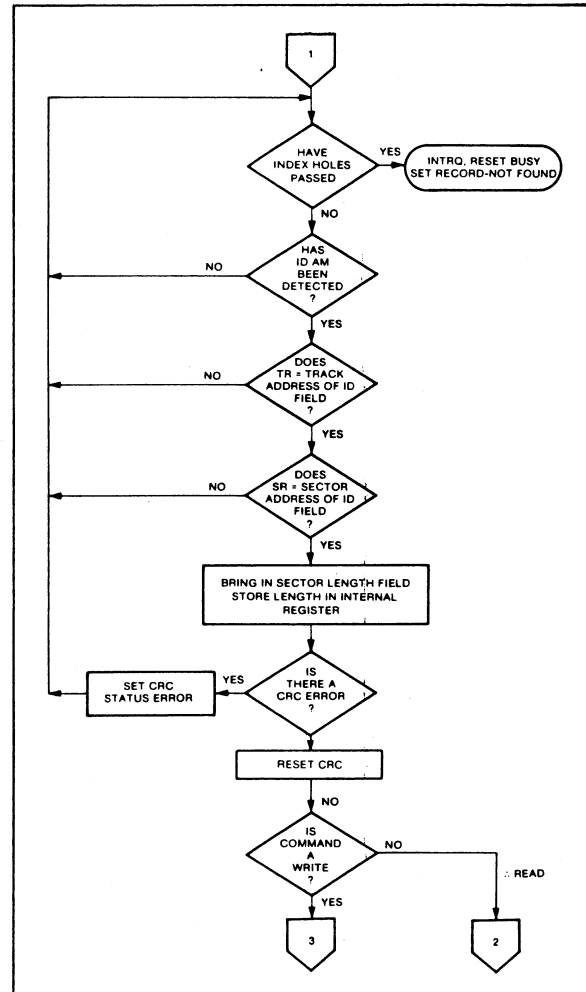 1
HAVE
INDEX HOLES
PASSED
YES
INTRQ, RESET BUSY
SET RECORD-NOT FOUND
NO
HAS
ID AM
BEEN
DETECTED
?
NO
YES
DOES
TR = TRACK
ADDRESS OF ID
FIELD
?
NO
YES
DOES
SR = SECTOR
ADDRESS OF ID
FIELD
?
NO
YES
BRING IN SECTOR LENGTH FIELD
STORE LENGTH IN INTERNAL
REGISTER
IS
THERE A
CRC ERROR
?
YES
SET CRC
STATUS ERROR
RESET CRC
NO
IS
COMMAND
A
WRITE
?
NO
∴ READ
YES
3
2